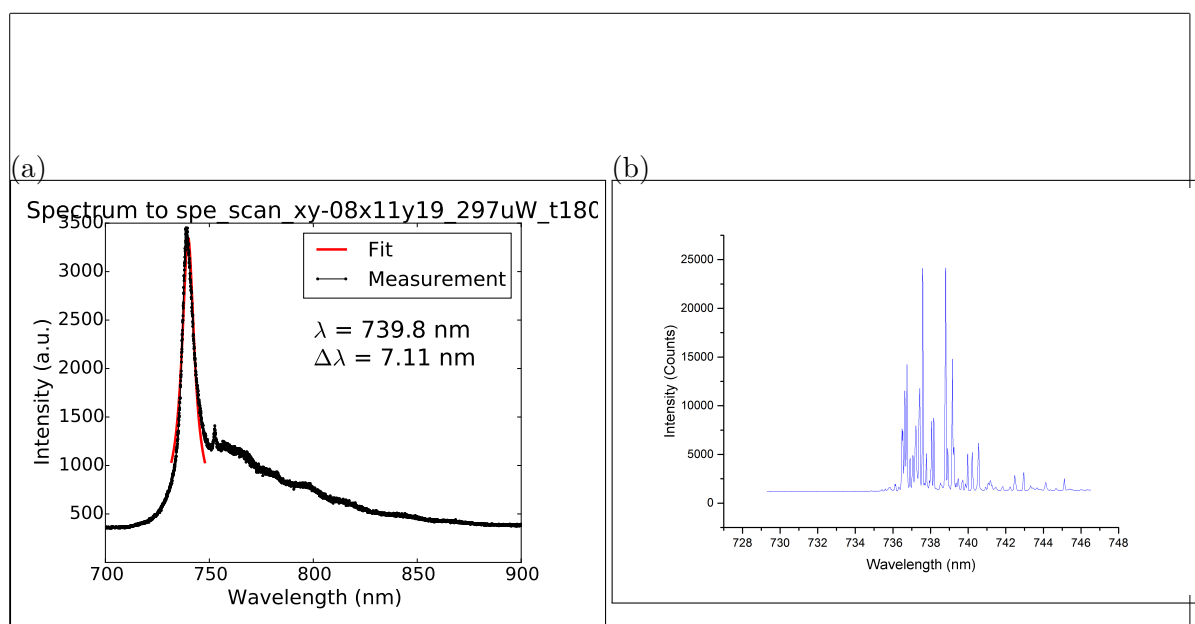 (a)
Spectrum to spe_scan_xy-08x11y19_297uW_t180
3500
3000
2500
2000
1500
1000
500
Intensity (a.u.)
Fit
Measurement
λ = 739.8 nm
Δλ = 7.11 nm
700 750 800 850 900
Wavelength (nm)
(b)
25000
20000
15000
10000
5000
0
Intensity (Counts)
728 730 732 734 736 738 740 742 744 746 748
Wavelength (nm)